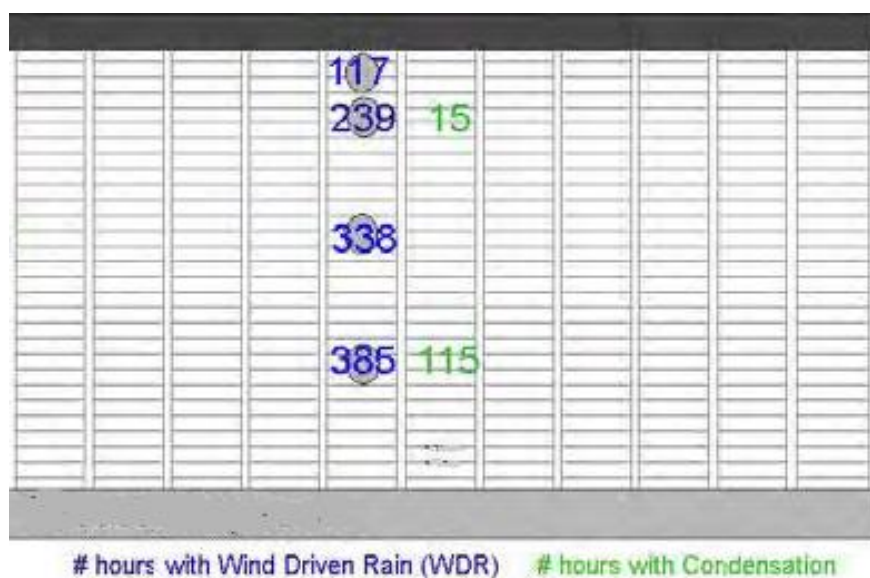 117
239 15
338
385 115
# hours with Wind Driven Rain (WDR) # hours with Condensation